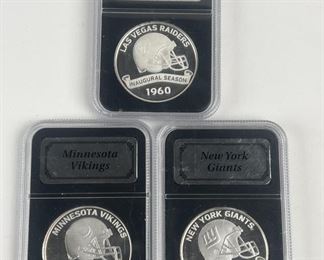 LAS VEGAS RAIDERS
INAUGURAL SEASON
1960
Minnesota
Vikings
New York
Giants
MINNESOTA VIKINGS
NEW YORK GIANTS